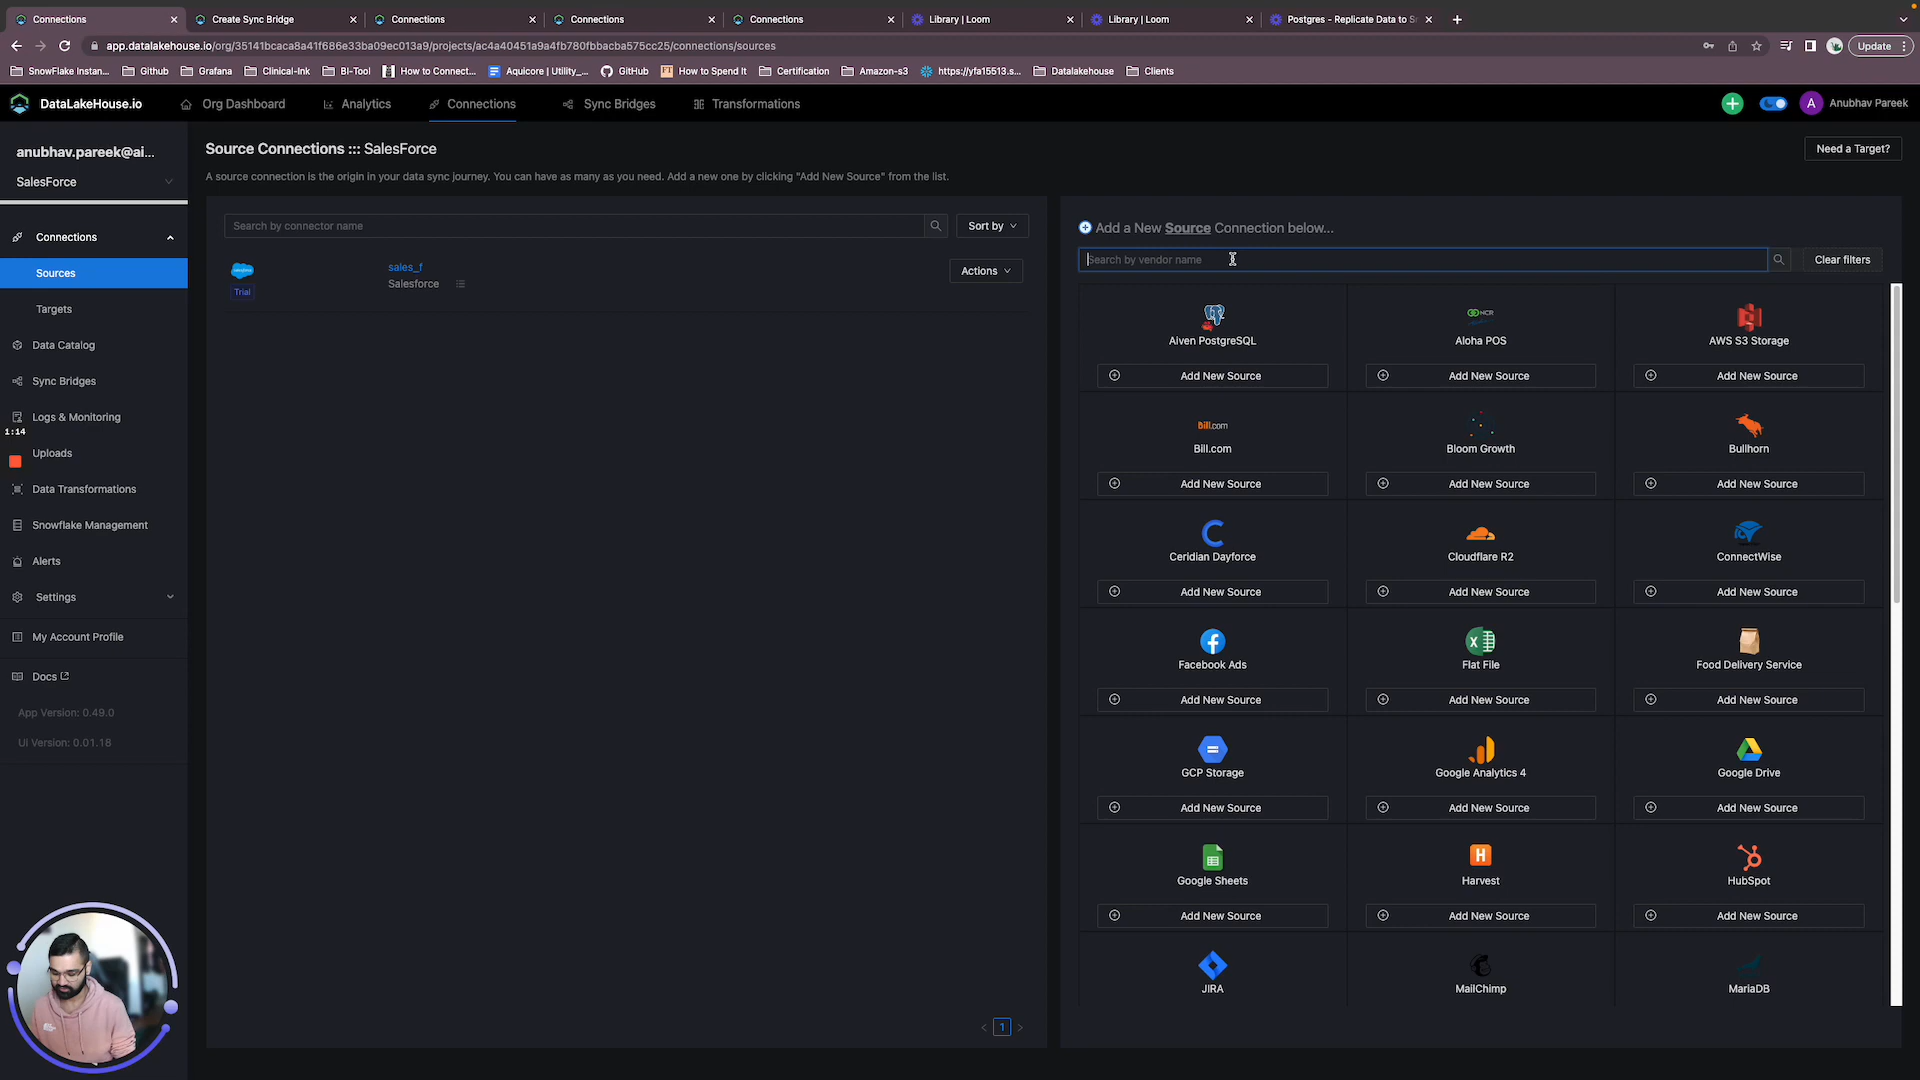 Connections
Create Sync Bridge
Connections
Connections
Connections
Library | Loom
Library | Loom
Postgres - Replicate Data to S
app.datalakehouse.io/org/35141bcaca8a41f686e33ba09ec013a9/projects/ac4a40451a9a4fb780fbbacba575cc25/connections/sources
Update
SnowFlake Instan...
Github
Grafana
Clinical-Ink
BI-Tool
How to Connect...
Aquicore | Utility_...
GitHub
How to Spend It
Certification
Amazon-s3
https://yfa15513.s...
Datalakehouse
Clients
DataLakeHouse.io
Org Dashboard
Analytics
Connections
Sync Bridges
Transformations
A
Anubhav Pareek
anubhav.pareek@ai...
SalesForce
Connections
Sources
Targets
Data Catalog
Sync Bridges
Logs & Monitoring
1:14
Uploads
Data Transformations
Snowflake Management
Alerts
Settings
My Account Profile
Docs
App Version: 0.49.0
UI Version: 0.01.18
Source Connections ::: SalesForce
Need a Target?
A source connection is the origin in your data sync journey. You can have as many as you need. Add a new one by clicking "Add New Source" from the list.
Search by connector name
Sort by
sales_f
Salesforce
Trial
Actions
1
Add a New Source Connection below...
Search by vendor name
Clear filters
Aiven PostgreSQL
Aloha POS
AWS S3 Storage
Add New Source
Add New Source
Add New Source
Bill.com
Bill.com
Bloom Growth
Bullhorn
Add New Source
Add New Source
Add New Source
Ceridian Dayforce
Cloudflare R2
ConnectWise
Add New Source
Add New Source
Add New Source
Facebook Ads
Flat File
Food Delivery Service
Add New Source
Add New Source
Add New Source
GCP Storage
Google Analytics 4
Google Drive
Add New Source
Add New Source
Add New Source
Google Sheets
Harvest
HubSpot
Add New Source
Add New Source
Add New Source
JIRA
MailChimp
MariaDB